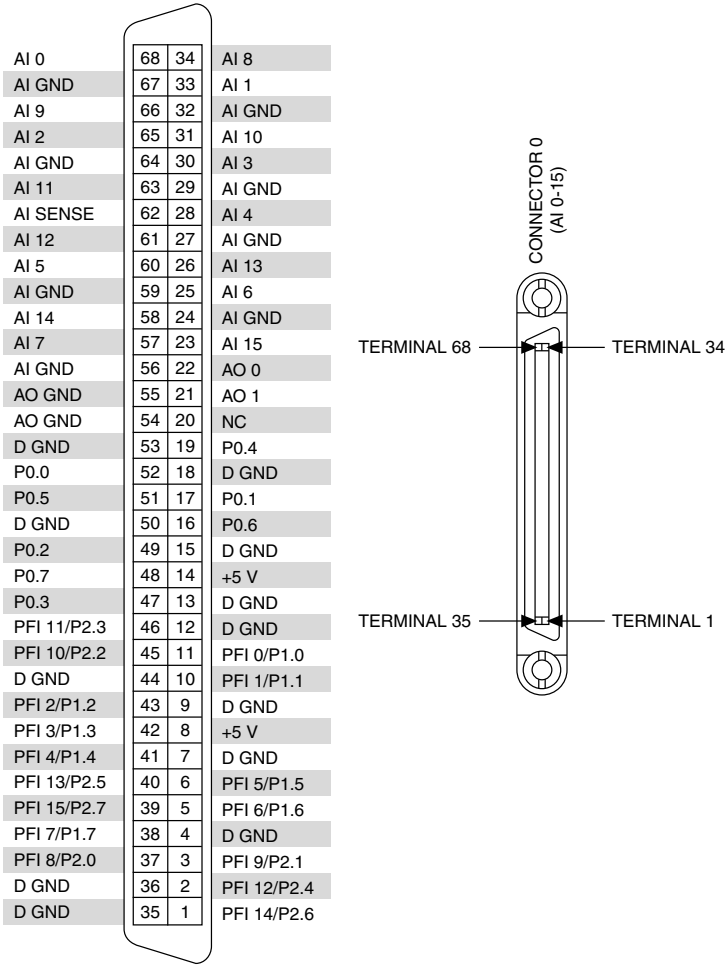 AI 0 68 34 AI 8
AI GND 67 33 AI 1
AI 9 66 32 AI GND
AI 2 65 31 AI 10
AI GND 64 30 AI 3
AI 11 63 29 AI GND
AI SENSE 62 28 AI 4
AI 12 61 27 AI GND
AI 5 60 26 AI 13
AI GND 59 25 AI 6
AI 14 58 24 AI GND
AI 7 57 23 AI 15
AI GND 56 22 AO 0
AO GND 55 21 AO 1
AO GND 54 20 NC
D GND 53 19 P0.4
P0.0 52 18 D GND
P0.5 51 17 P0.1
D GND 50 16 P0.6
P0.2 49 15 D GND
P0.7 48 14 +5 V
P0.3 47 13 D GND
PFI 11/P2.3 46 12 D GND
PFI 10/P2.2 45 11 PFI 0/P1.0
D GND 44 10 PFI 1/P1.1
PFI 2/P1.2 43 9 D GND
PFI 3/P1.3 42 8 +5 V
PFI 4/P1.4 41 7 D GND
PFI 13/P2.5 40 6 PFI 5/P1.5
PFI 15/P2.7 39 5 PFI 6/P1.6
PFI 7/P1.7 38 4 D GND
PFI 8/P2.0 37 3 PFI 9/P2.1
D GND 36 2 PFI 12/P2.4
D GND 35 1 PFI 14/P2.6
CONNECTOR 0
(AI 0-15)
TERMINAL 68 TERMINAL 34
TERMINAL 35 TERMINAL 1